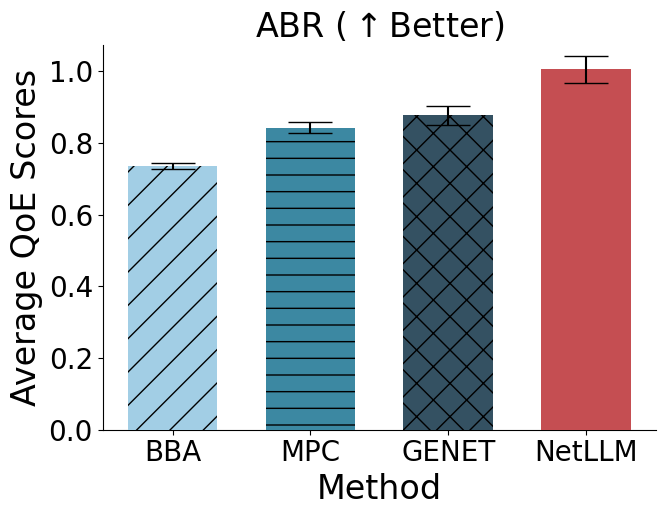 ABR ( ↑ Better)
Average QoE Scores
1.0
0.8
0.6
0.4
0.2
0.0
BBA MPC GENET NetLLM
Method